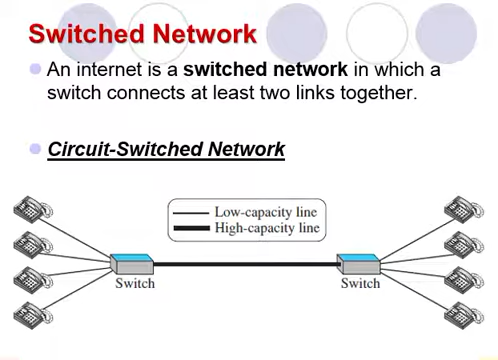 Switched Network
An internet is a switched network in which a
switch connects at least two links together.
Circuit-Switched Network
Low-capacity line
High-capacity line
Switch
Switch